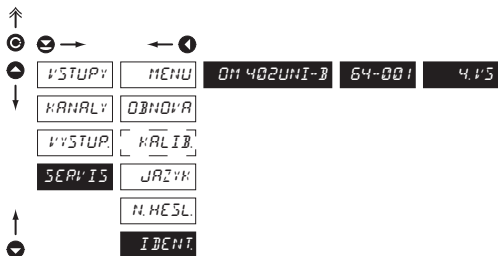 VSTUPY MENU OM 402UNI-B 64-001 4. VS
KANALY OBNOVA
VYSTUP. KALIB.
SERVIS JAZYK
N. HESL.
IDENT.